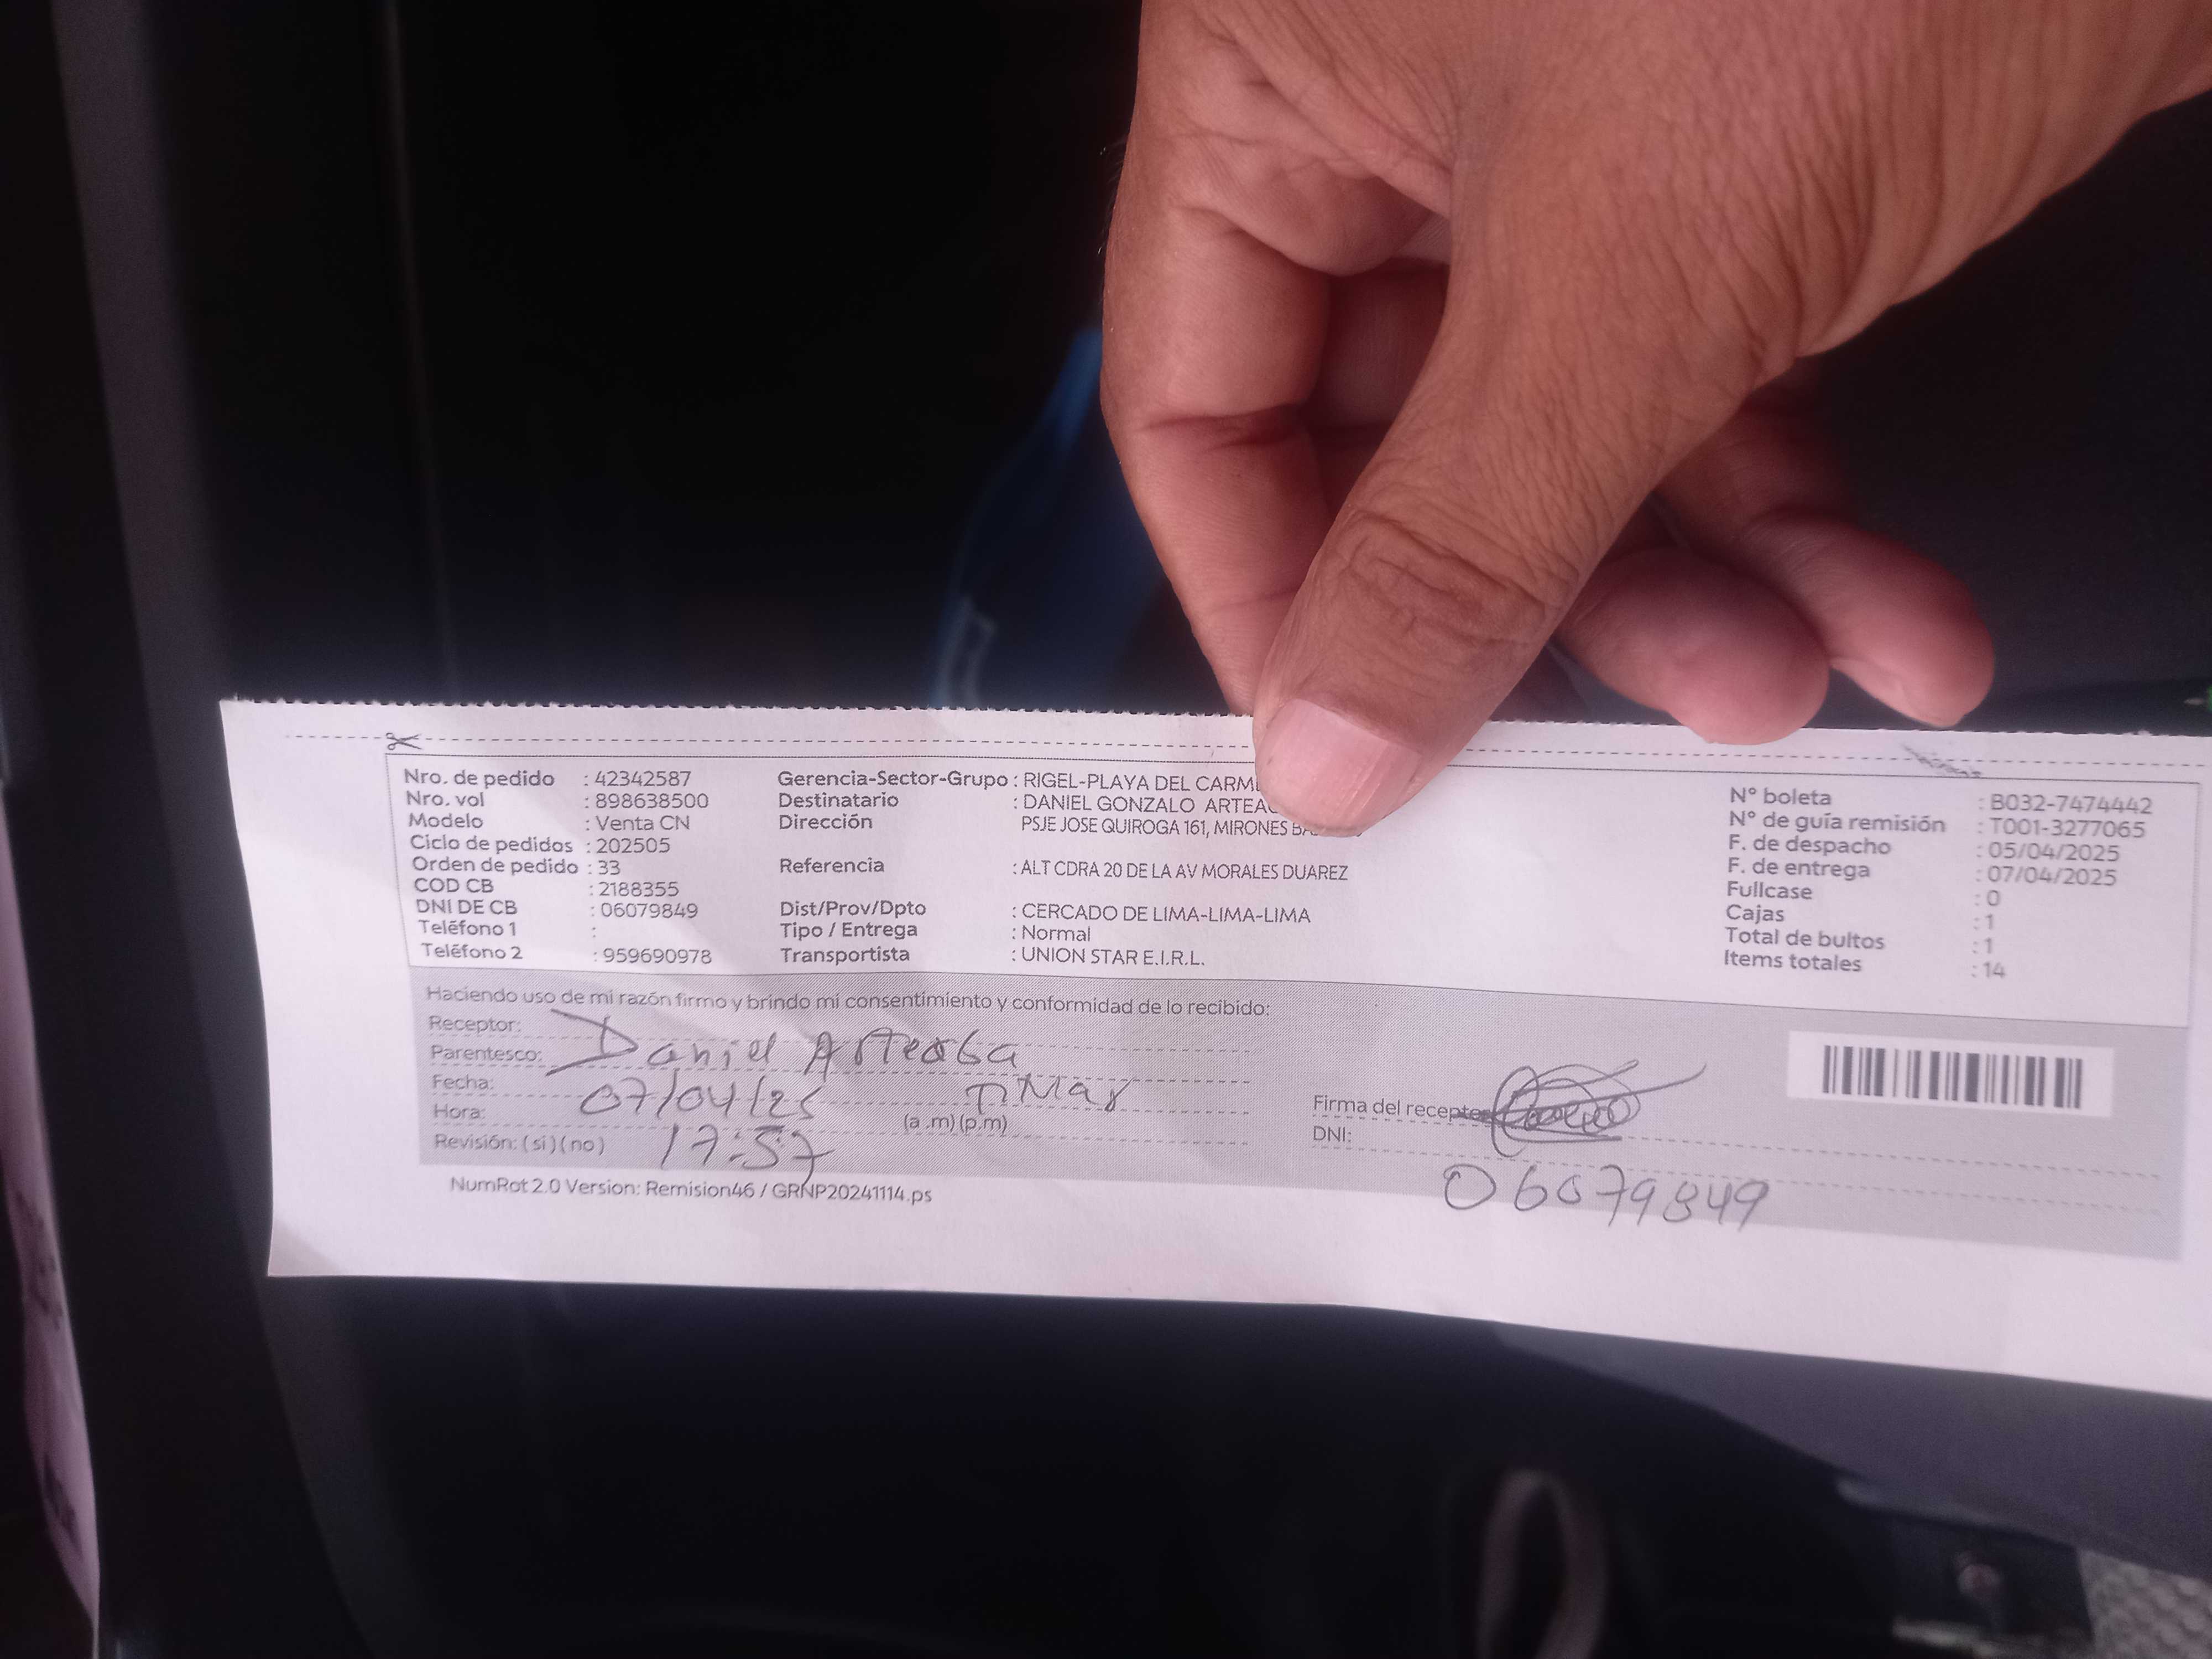 Nro. de pedido : 42342587
Nro. vol : 898638500
Modelo : Venta CN
Ciclo de pedidos : 202505
Orden de pedido : 33
COD CB : 2188355
DNI DE CB : 06079849
Teléfono 1 :
Teléfono 2 : 959690978
Gerencia-Sector-Grupo : RIGEL-PLAYA DEL
Destinatario : DANIEL GONZALO
Dirección PSJE JOSE QUIROGA 161, MIRONES
Referencia : ALT CDRA 20 DE LA AV MORALES DUAREZ
Dist/Prov/Dpto : CERCADO DE LIMA-LIMA-LIMA
Tipo / Entrega : Normal
Transportista : UNION STAR E.I.R.L.
N° boleta : B032-7474442
N° de guía remisión : T001-3277065
F. de despacho : 05/04/2025
F. de entrega : 07/04/2025
Fullcase : 0
Cajas : 1
Total de bultos : 1
Items totales : 14
Haciendo uso de mi razón firmo y brindo mi consentimiento y conformidad de lo recibido:
Receptor:
Parentesco: Daniel
Fecha: 07/04/25
Hora: (a .m) (p.m)
Revisión: ( si ) ( no ) 17:57
Firma del receptor
DNI:
06079849
NumRot 2.0 Version: Remision46 / GRNP20241114.ps